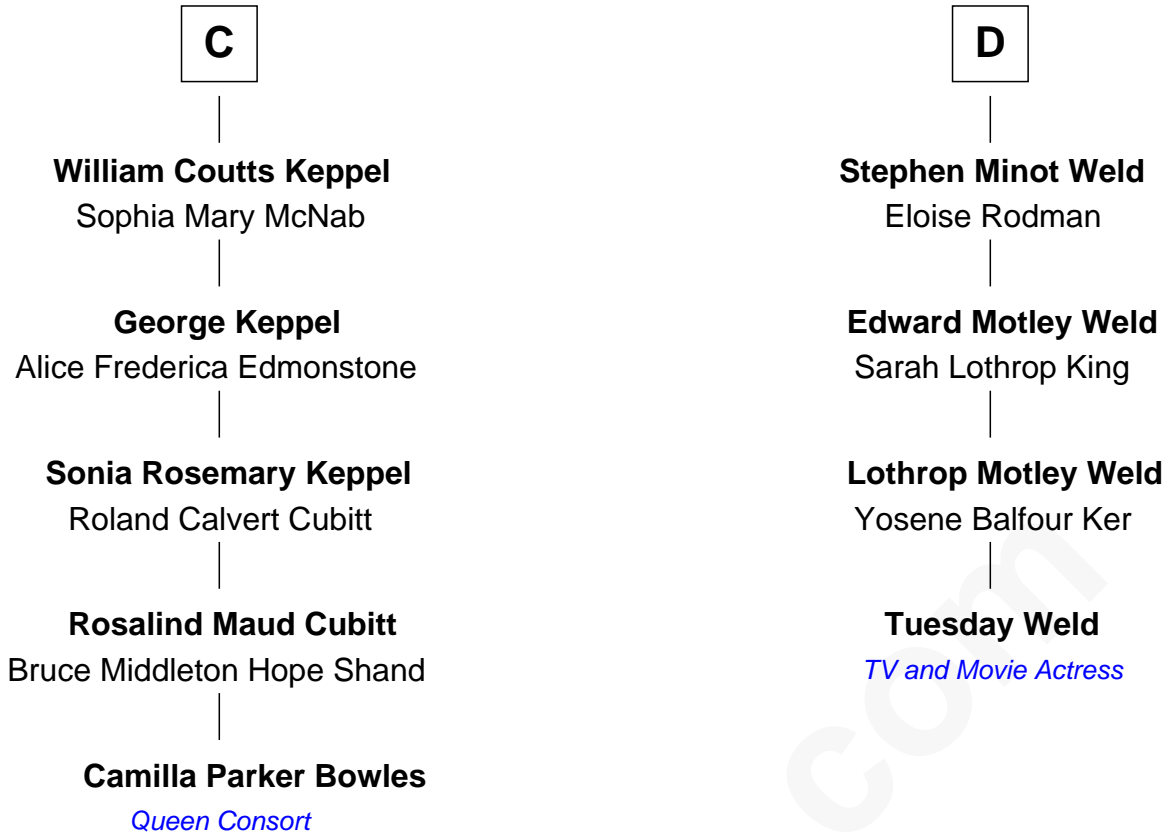 C
William Coutts Keppel
Sophia Mary McNab
George Keppel
Alice Frederica Edmonstone
Sonia Rosemary Keppel
Roland Calvert Cubitt
Rosalind Maud Cubitt
Bruce Middleton Hope Shand
Camilla Parker Bowles
Queen Consort
D
Stephen Minot Weld
Eloise Rodman
Edward Motley Weld
Sarah Lothrop King
Lothrop Motley Weld
Yosene Balfour Ker
Tuesday Weld
TV and Movie Actress
com